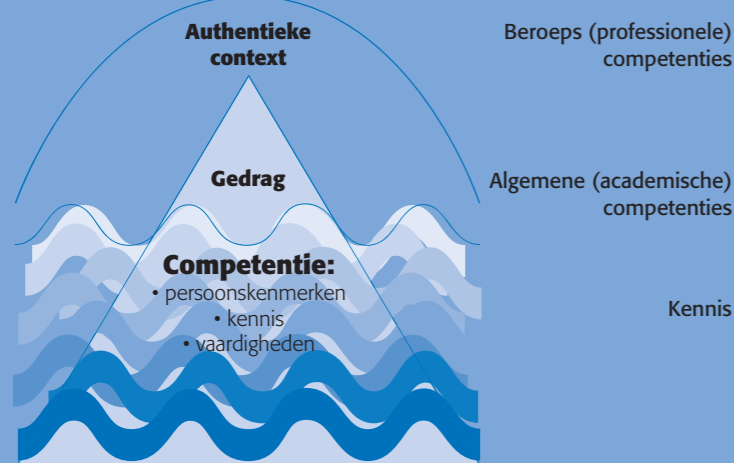 Authentieke
context
Gedrag
Competentie:
• persoonskenmerken
• kennis
• vaardigheden
Beroeps (professionele)
competenties
Algemene (academische)
competenties
Kennis